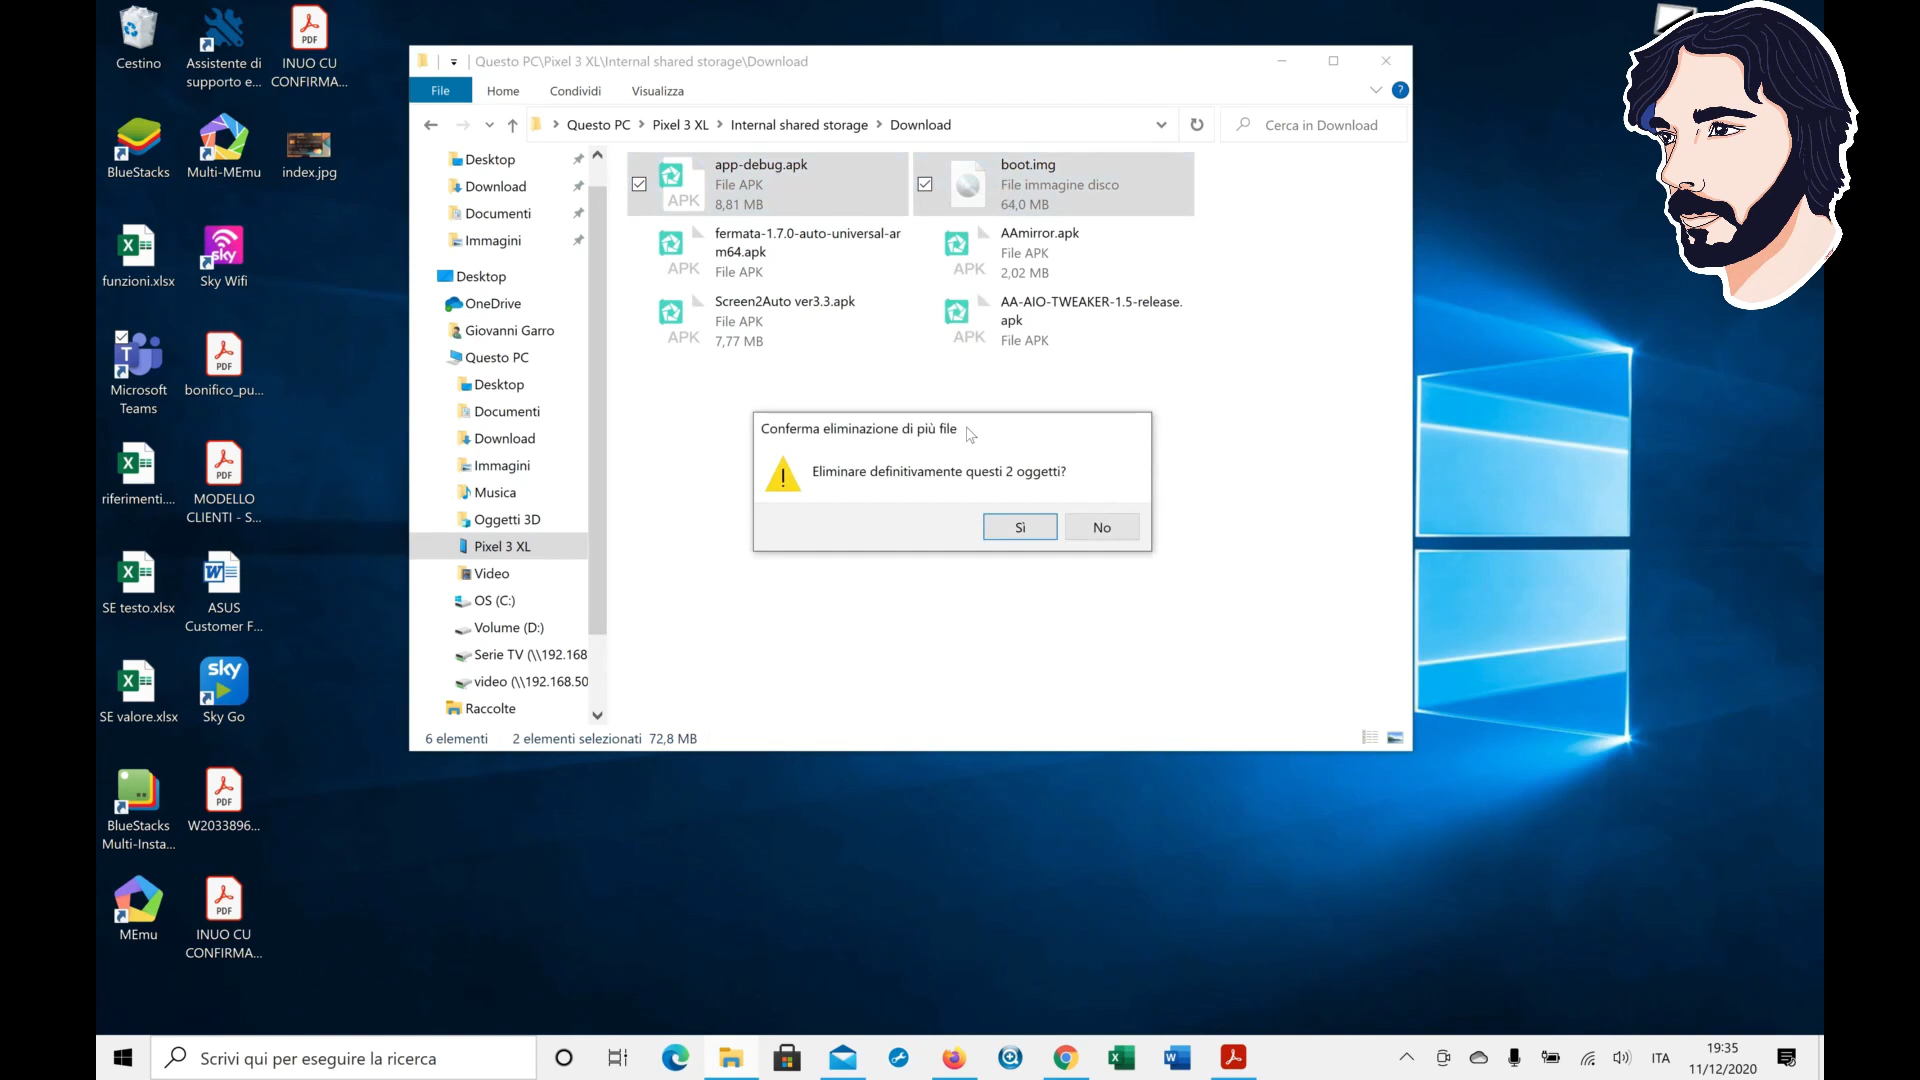 Cestino
Assistente di
supporto e...
INUO CU
CONFIRMA...
BlueStacks
Multi-MEmu
index.jpg
funzioni.xlsx
Sky Wifi
Microsoft
Teams
bonifico_pu...
riferimenti....
MODELLO
CLIENTI - S...
SE testo.xlsx
ASUS
Customer F...
SE valore.xlsx
Sky Go
BlueStacks
Multi-Insta...
W2033896...
MEmu
INUO CU
CONFIRMA...
Questo PC\Pixel 3 XL\Internal shared storage\Download
File
Home
Condividi
Visualizza
Questo PC
Pixel 3 XL
Internal shared storage
Download
Cerca in Download
Desktop
Download
Documenti
Immagini
Desktop
OneDrive
Giovanni Garro
Questo PC
Desktop
Documenti
Download
Immagini
Musica
Oggetti 3D
Pixel 3 XL
Video
OS (C:)
Volume (D:)
Serie TV (\\192.168
video (\\192.168.50
Raccolte
app-debug.apk
File APK
8,81 MB
APK
boot.img
File immagine disco
64,0 MB
fermata-1.7.0-auto-universal-ar
m64.apk
File APK
APK
AAmirror.apk
File APK
2,02 MB
APK
Screen2Auto ver3.3.apk
File APK
7,77 MB
APK
AA-AIO-TWEAKER-1.5-release.
apk
File APK
APK
Conferma eliminazione di più file
Eliminare definitivamente questi 2 oggetti?
Sì
No
6 elementi
2 elementi selezionati 72,8 MB
Scrivi qui per eseguire la ricerca
ITA
19:35
11/12/2020